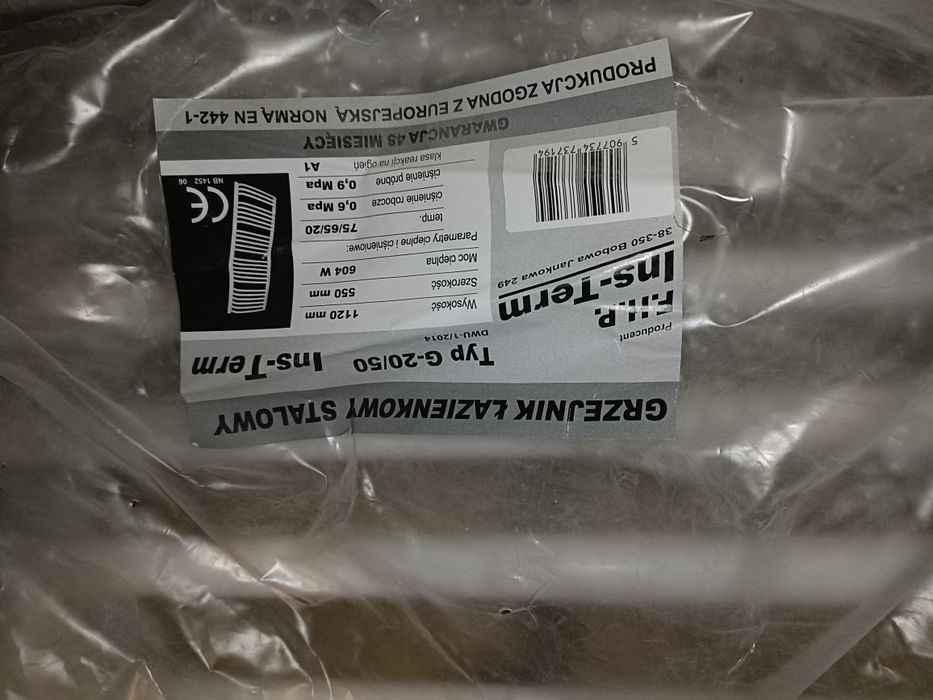 GRZEJNIK ŁAZIENKOWY STALOWY
Typ G-20/50 Ins-Term
DWU-1/2014
Producent
F.H.P.
Ins-Term
38-350 Bobowa Jankowa 249
5 907734 737194
Wysokość 1120 mm
Szerokość 550 mm
Moc cieplna 604 W
Parametry cieplne i ciśnieniowe:
temp. 75/65/20
ciśnienie robocze 0,6 Mpa
ciśnienie próbne 0,9 Mpa
klasa reakcji na ogień A1
CE
NB 1452 06
GWARANCJA 48 MIESIĘCY
PRODUKCJA ZGODNA Z EUROPEJSKĄ NORMĄ EN 442-1